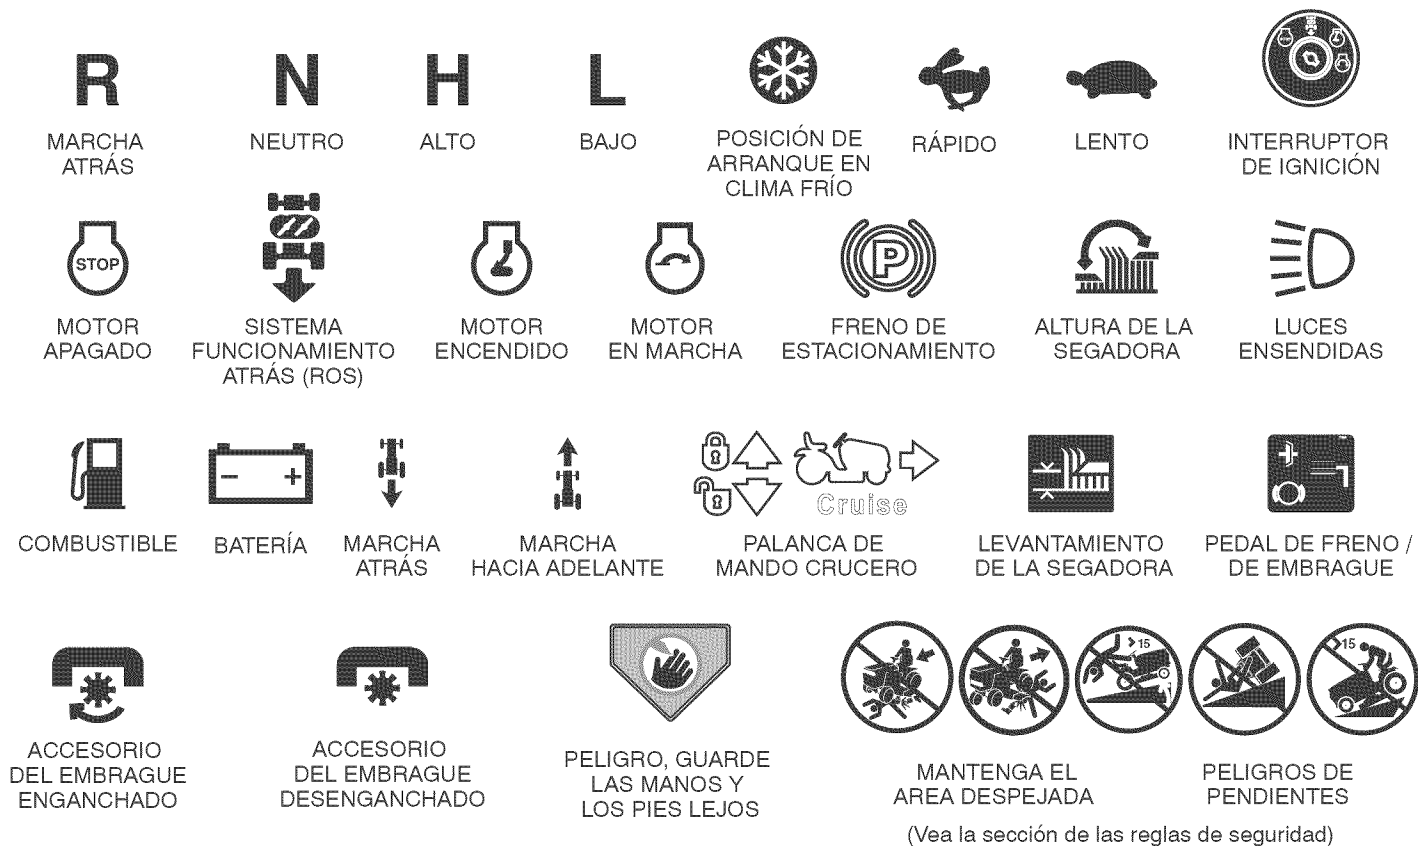 R
MARCHA
ATRÁS
N
NEUTRO
H
ALTO
L
BAJO
POSICIÓN DE
ARRANQUE EN
CLIMA FRÍO
RÁPIDO
LENTO
INTERRUPTOR
DE IGNICIÓN
STOP
MOTOR
APAGADO
SISTEMA
FUNCIONAMIENTO
ATRÁS (ROS)
MOTOR
ENCENDIDO
MOTOR
EN MARCHA
P
FRENO DE
ESTACIONAMIENTO
ALTURA DE LA
SEGADORA
LUCES
ENSENDIDAS
COMBUSTIBLE
– +
BATERÍA
MARCHA
ATRÁS
MARCHA
HACIA ADELANTE
Cruise
PALANCA DE
MANDO CRUCERO
LEVANTAMIENTO
DE LA SEGADORA
PEDAL DE FRENO /
DE EMBRAGUE
ACCESORIO
DEL EMBRAGUE
ENGANCHADO
ACCESORIO
DEL EMBRAGUE
DESENGANCHADO
PELIGRO, GUARDE
LAS MANOS Y
LOS PIES LEJOS
15
15
MANTENGA EL
AREA DESPEJADA
PELIGROS DE
PENDIENTES
(Vea la sección de las reglas de seguridad)